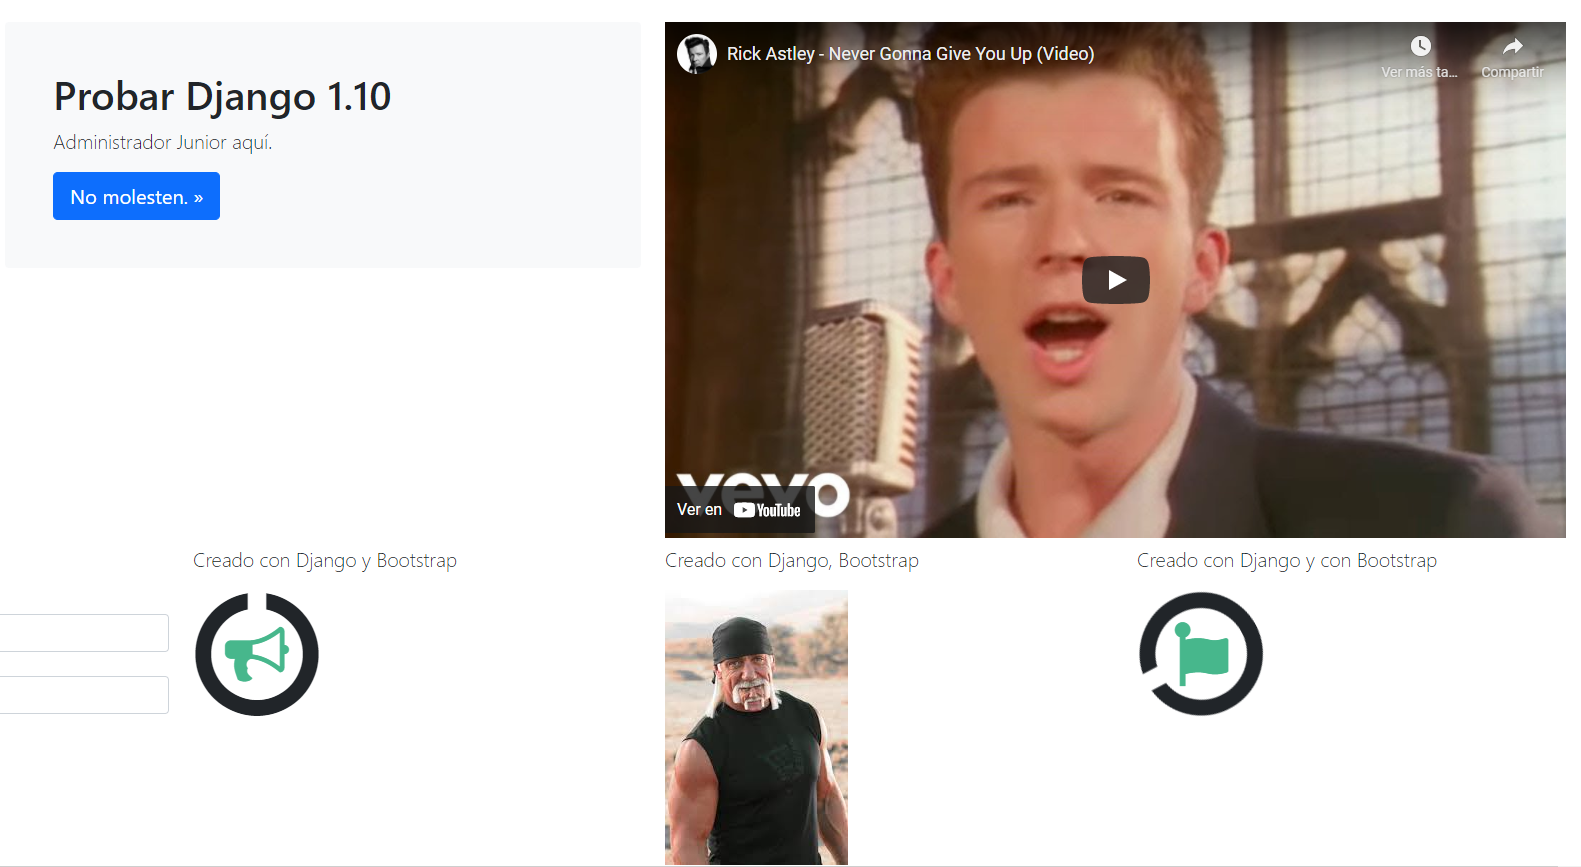 Probar Django 1.10
Administrador Junior aquí.
No molesten. »
Rick Astley - Never Gonna Give You Up (Video)
Ver más ta...
Compartir
vevo
Ver en YouTube
Creado con Django y Bootstrap
Creado con Django, Bootstrap
Creado con Django y con Bootstrap